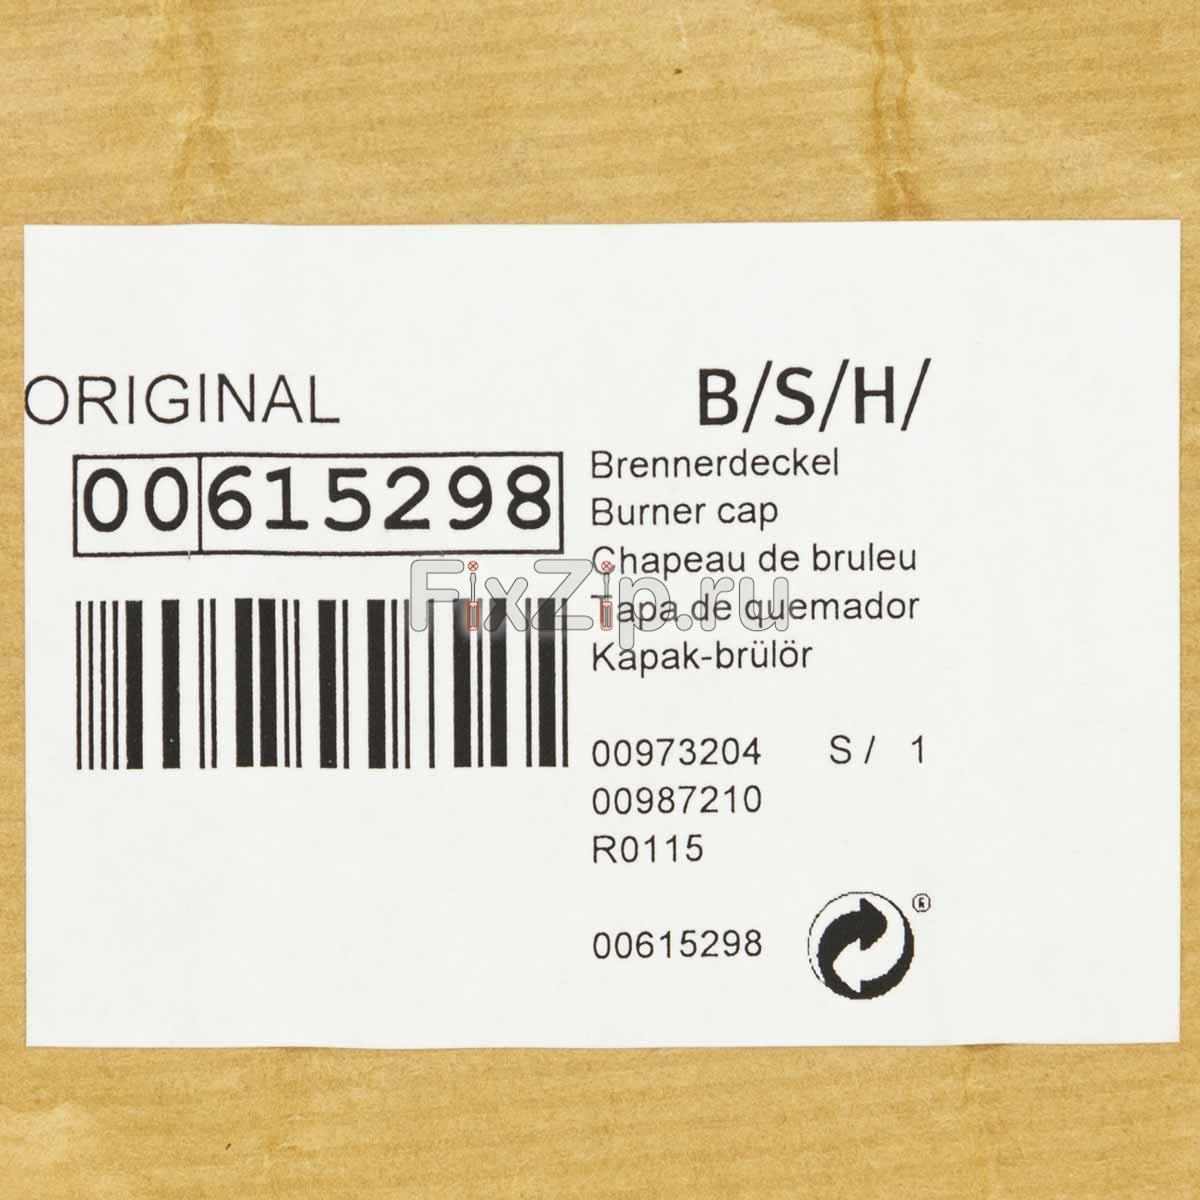 ORIGINAL
B/S/H/
00615298
Brennerdeckel
Burner cap
Chapeau de bruleu
Tapa de quemador
Kapak-brülör
FixZip.ru
00973204 S / 1
00987210
R0115
00615298
®